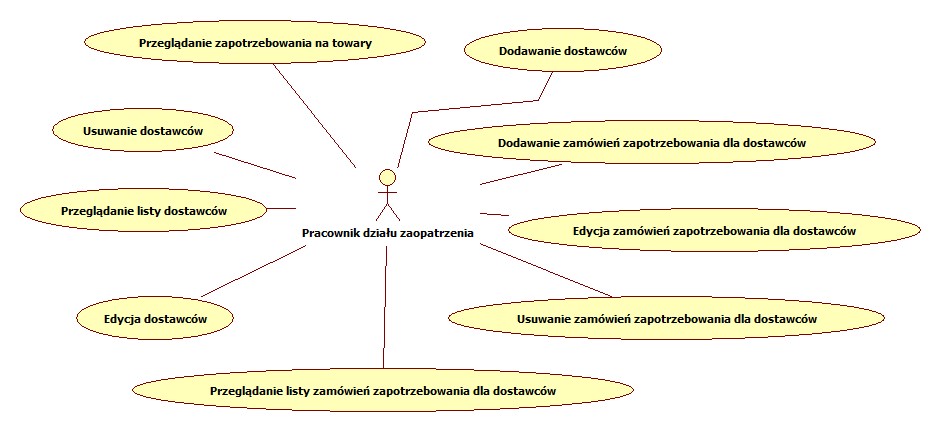 Przeglądanie zapotrzebowania na towary
Dodawanie dostawców
Usuwanie dostawców
Dodawanie zamówień zapotrzebowania dla dostawców
Przeglądanie listy dostawców
Pracownik działu zaopatrzenia
Edycja zamówień zapotrzebowania dla dostawców
Edycja dostawców
Usuwanie zamówień zapotrzebowania dla dostawców
Przeglądanie listy zamówień zapotrzebowania dla dostawców